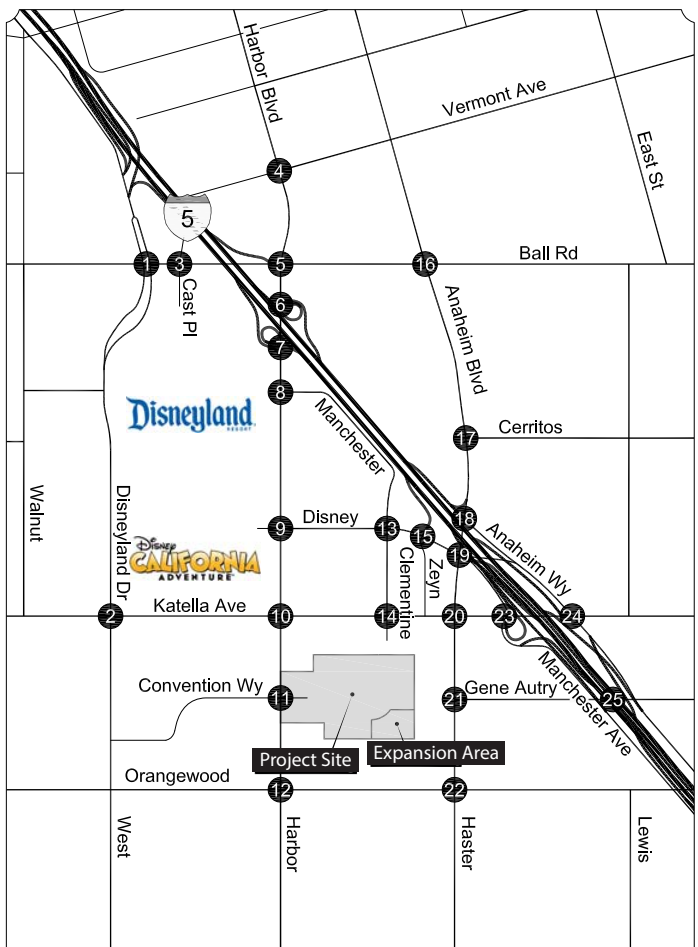 Harbor Blvd
Vermont Ave
East St
4
5
1
3
5
16
Ball Rd
Cast Pl
6
7
Anaheim Blvd
8
Disneyland
RESORT
Manchester
17
Cerritos
Walnut
Disneyland Dr
9
Disney
13
15
18
19
Anaheim Wy
Disney
CALIFORNIA
ADVENTURE
Clementine
Zeyn
2
Katella Ave
10
14
20
23
24
Convention Wy
11
21
Gene Autry
25
Manchester Ave
Project Site
Expansion Area
Orangewood
12
22
West
Harbor
Haster
Lewis